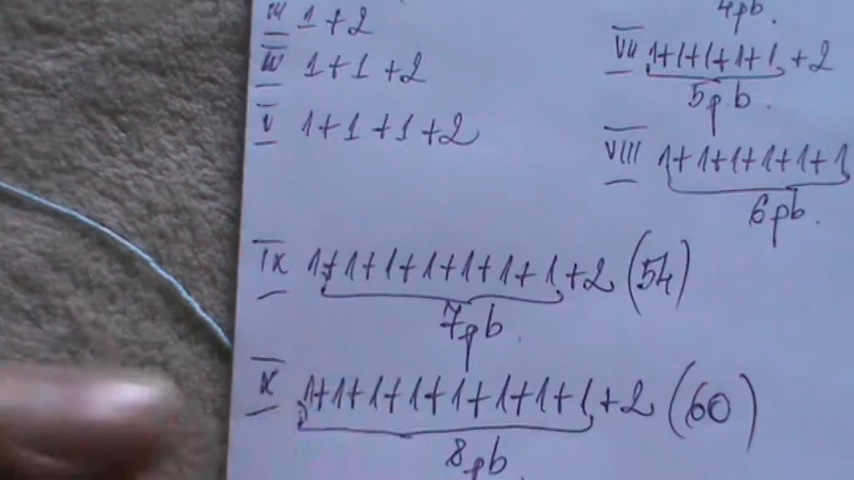 III 1+2
IV 1+1+2
V 1+1+1+2
4pb.
VII 1+1+1+1+1+2
5pb.
VIII 1+1+1+1+1+1
6pb.
IX 1+1+1+1+1+1+1+2 (54)
7pb.
X 1+1+1+1+1+1+1+1+2 (60)
8pb.